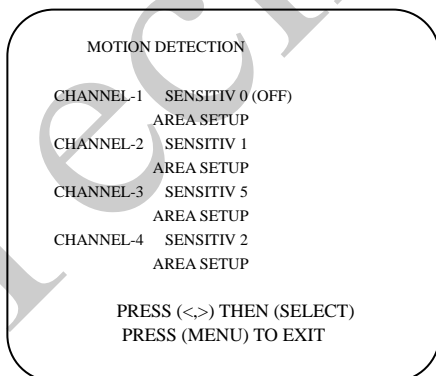 MOTION DETECTION
CHANNEL-1 SENSITIV 0 (OFF)
AREA SETUP
CHANNEL-2 SENSITIV 1
AREA SETUP
CHANNEL-3 SENSITIV 5
AREA SETUP
CHANNEL-4 SENSITIV 2
AREA SETUP
PRESS (<,>) THEN (SELECT)
PRESS (MENU) TO EXIT